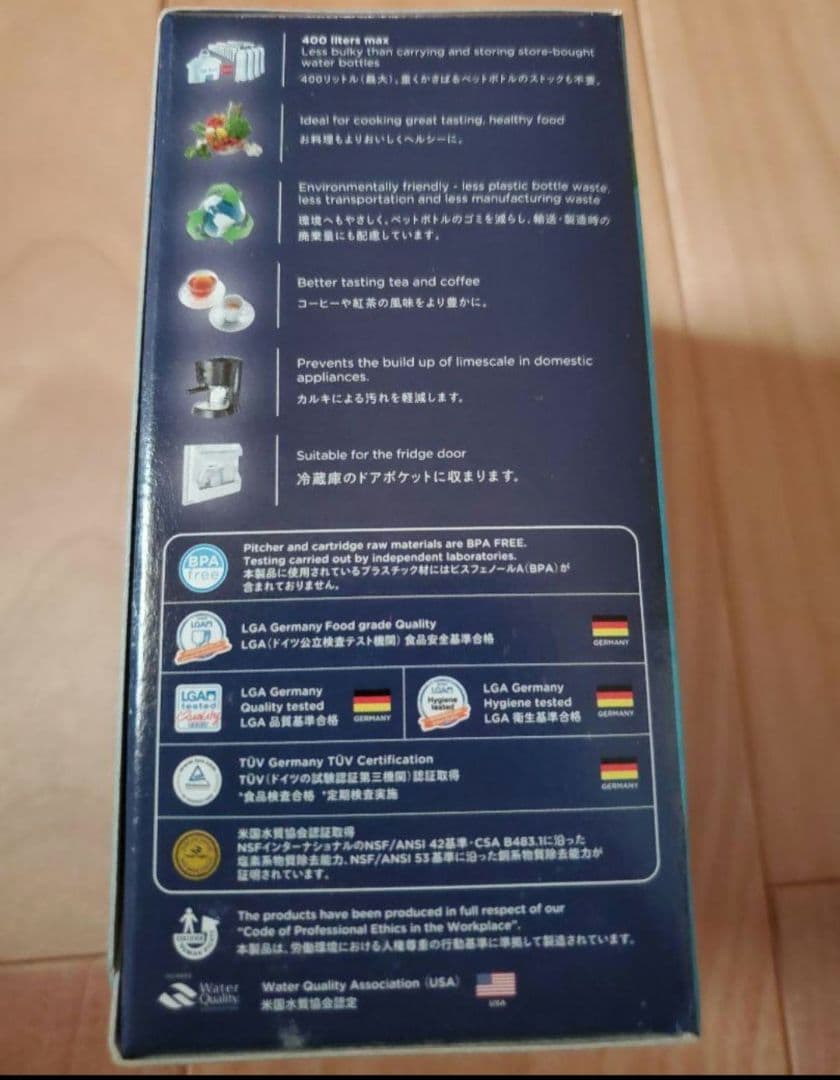 400 liters max
Less bulky than carrying and storing store-bought
water bottles
400リットル(最大)。重くかさばるペットボトルのストックも不要。
Ideal for cooking great tasting, healthy food
お料理もよりおいしくヘルシーに。
Environmentally friendly - less plastic bottle waste,
less transportation and less manufacturing waste
環境へもやさしく、ペットボトルのゴミを減らし、輸送・製造時の
廃棄量にも配慮しています。
Better tasting tea and coffee
コーヒーや紅茶の風味をより豊かに。
Prevents the build up of limescale in domestic
appliances.
カルキによる汚れを軽減します。
Suitable for the fridge door
冷蔵庫のドアポケットに収まります。
BPA
free
Pitcher and cartridge raw materials are BPA FREE.
Testing carried out by independent laboratories.
本製品に使用されているプラスチック材にはビスフェノールA(BPA)が
含まれておりません。
LGA
LGA Germany Food grade Quality
LGA(ドイツ公立検査テスト機関) 食品安全基準合格
GERMANY
LGA
tested
Quality
LGA Germany
Quality tested
LGA 品質基準合格
GERMANY
LGA
Hygiene
tested
LGA Germany
Hygiene tested
LGA 衛生基準合格
GERMANY
TÜV Germany TÜV Certification
TÜV(ドイツの試験認証第三機関)認証取得
*食品検査合格 *定期検査実施
GERMANY
米国水質協会認証取得
NSFインターナショナルのNSF/ANSI 42基準・CSA B483.1に沿った
塩素系物質除去能力、NSF/ANSI 53基準に沿った鉛系物質除去能力が
証明されています。
CERTIFIED
The products have been produced in full respect of our
"Code of Professional Ethics in the Workplace".
本製品は、労働環境における人権尊重の行動基準に準拠して製造されています。
Water
Quality
Water Quality Association (USA)
米国水質協会認定
USA